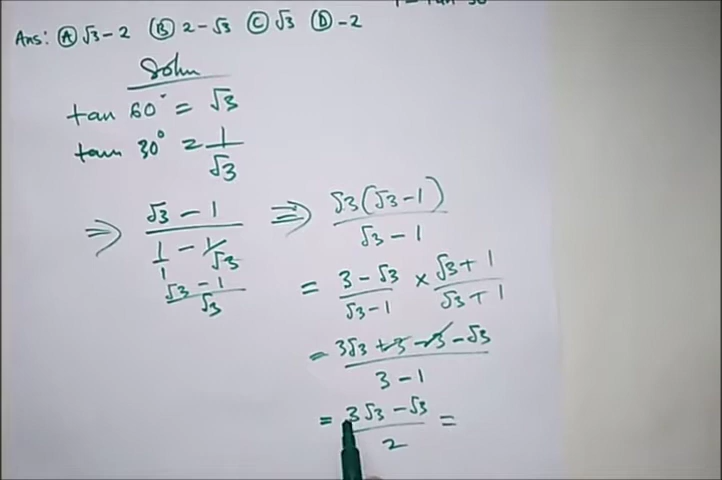 Ans: Ⓐ √3 - 2 Ⓑ 2 - √3 Ⓒ √3 Ⓓ -2
Soln
tan 60° = √3
tan 30° = 1/√3
⇒ (√3 - 1)/(1/1 - 1/√3) ⇒ √3(√3 - 1)/(√3 - 1)
(√3 - 1)/√3
= (3 - √3)/(√3 - 1) × (√3 + 1)/(√3 + 1)
= (3√3 + 3 - 3 - √3)/(3 - 1)
= (3√3 - √3)/2 =